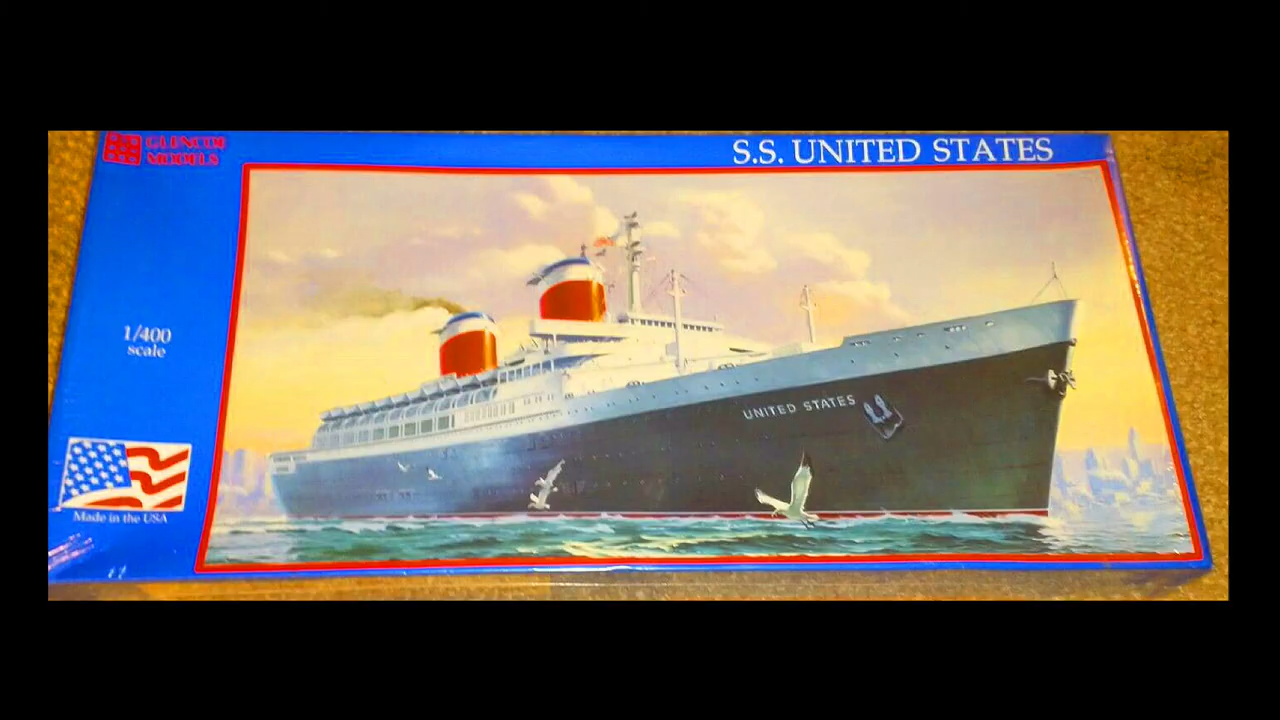 GLENCOE
MODELS
S.S. UNITED STATES
1/400
scale
UNITED STATES
Made in the USA